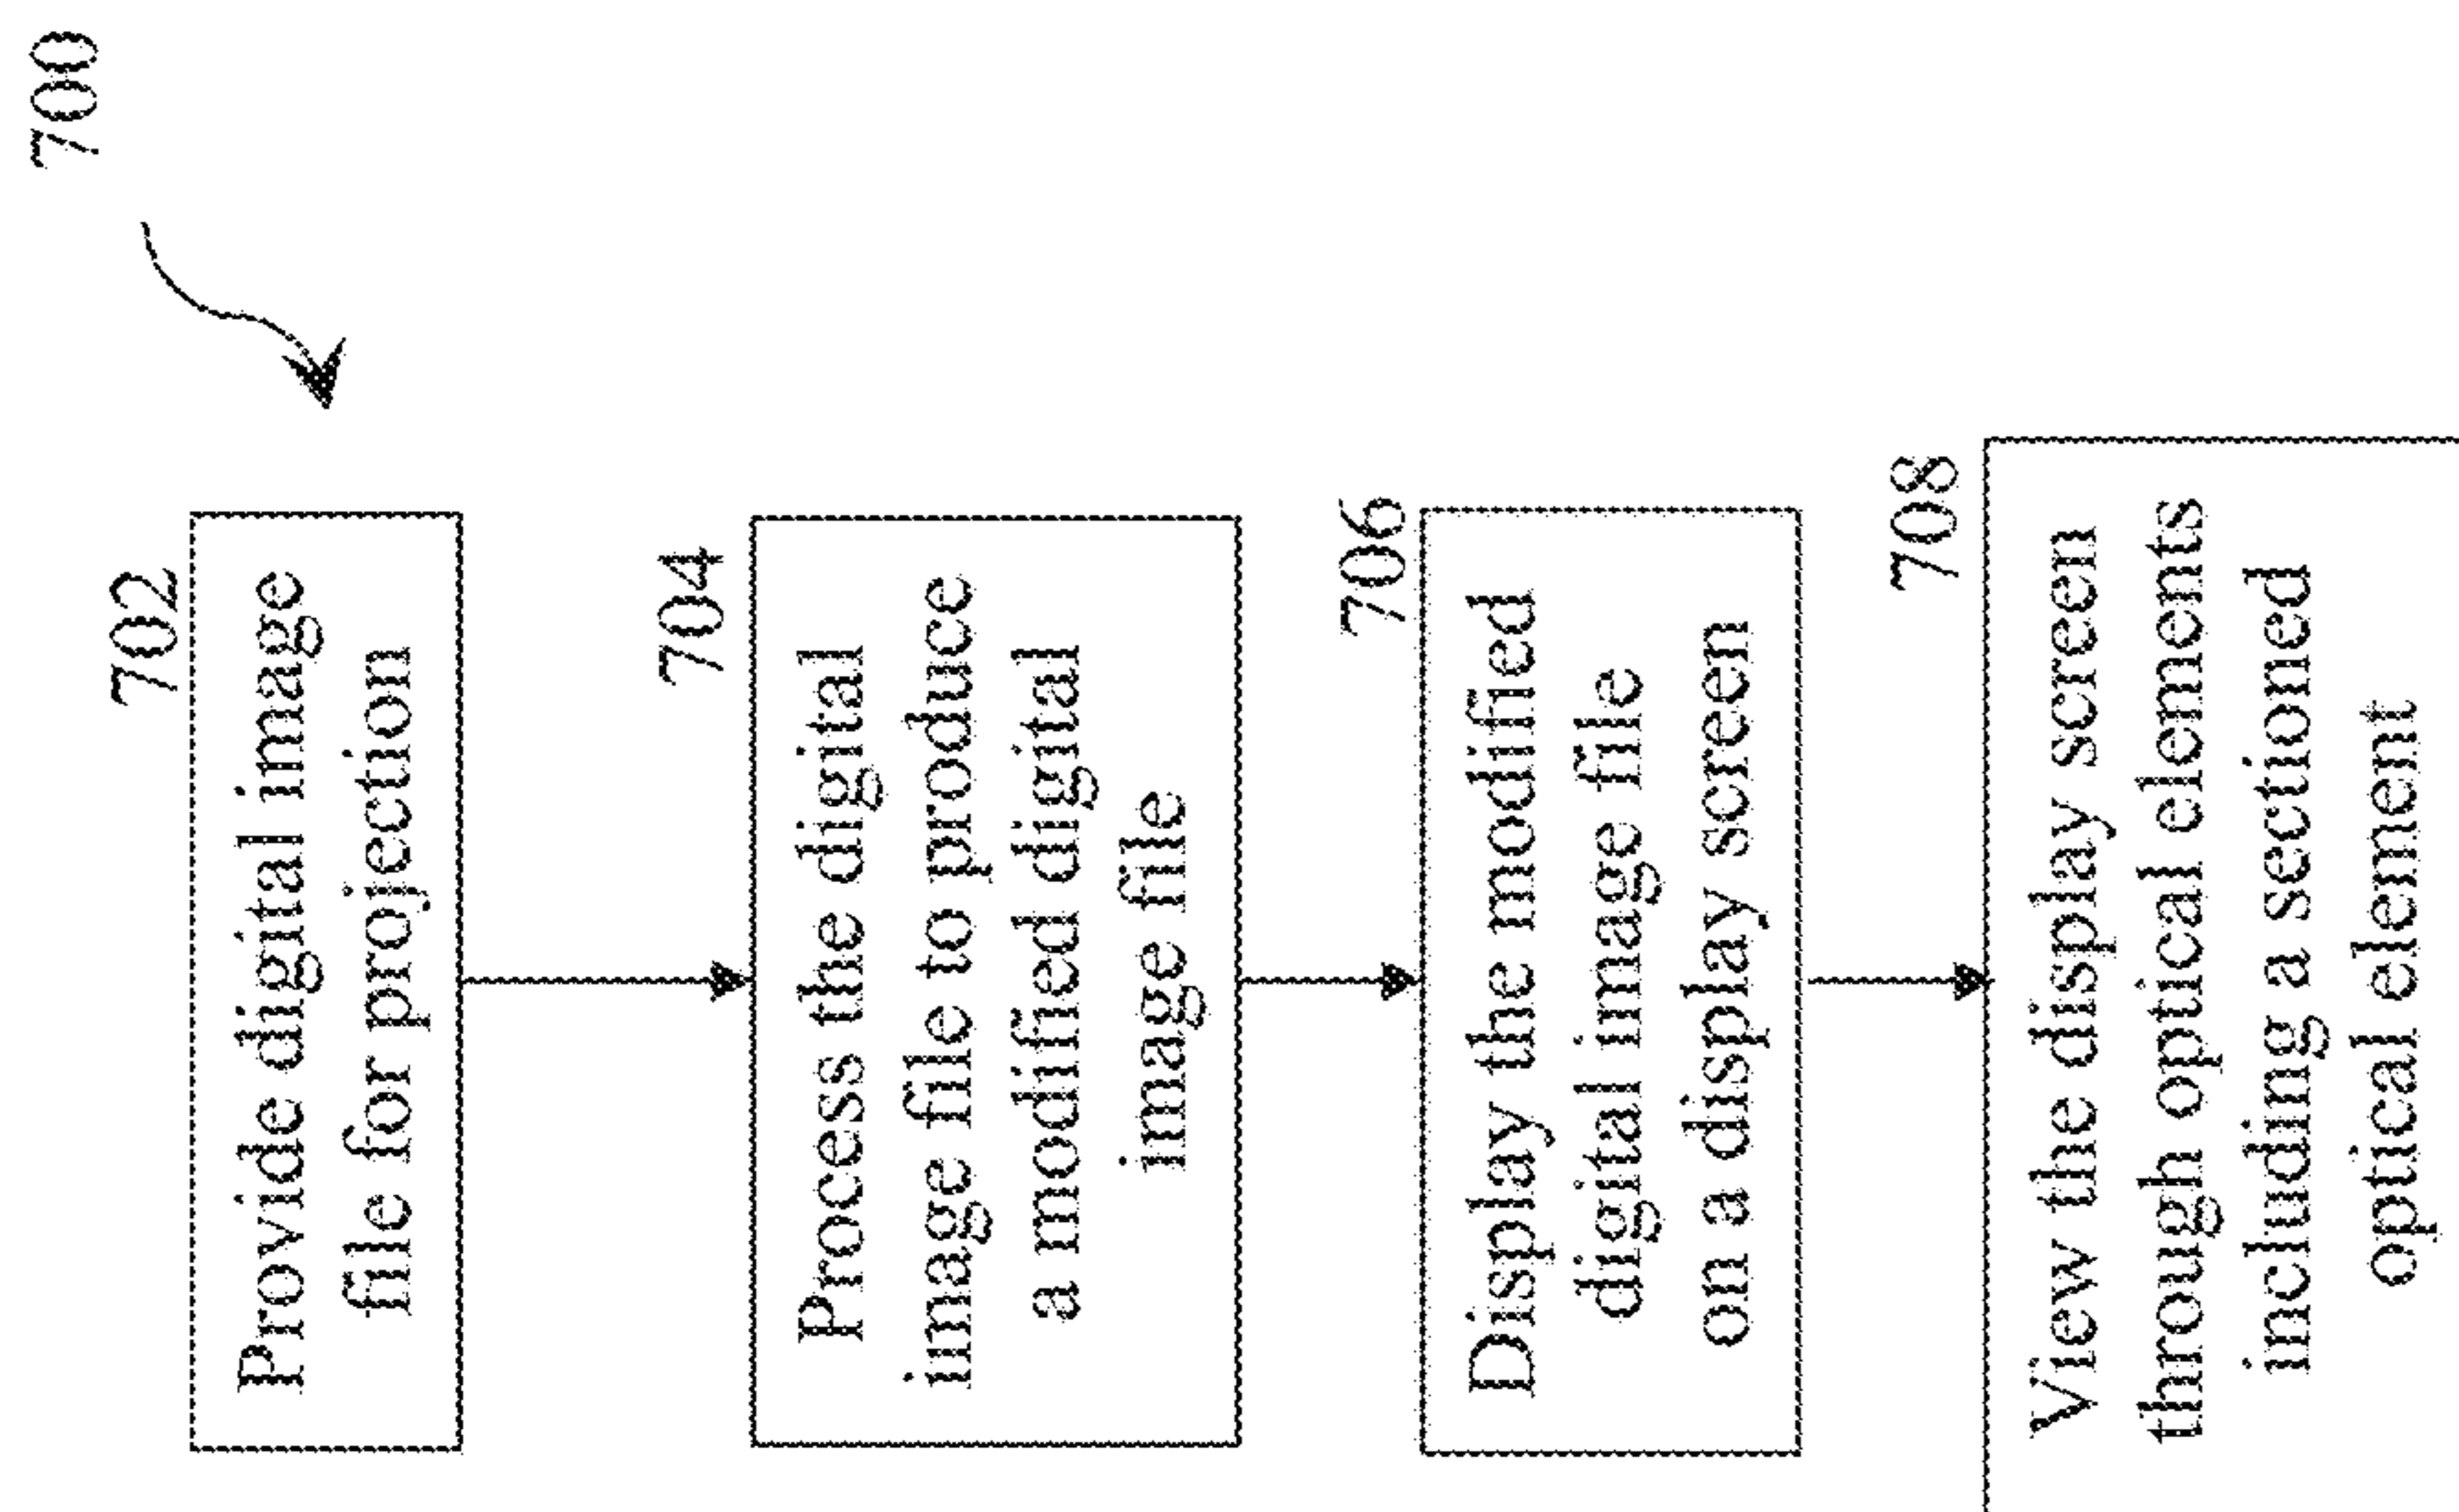 700
702
Provide digital image
file for projection
704
Process the digital
image file to produce
a modified digital
image file
706
Display the modified
digital image file
on a display screen
708
View the display screen
through optical elements
including a sectioned
optical element